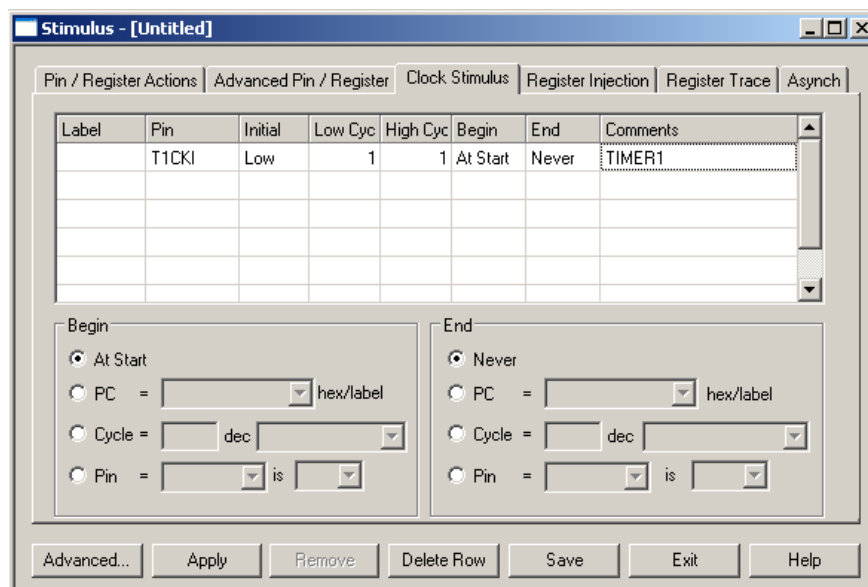 Stimulus - [Untitled]
Pin / Register Actions Advanced Pin / Register Clock Stimulus Register Injection Register Trace Asynch
Label Pin Initial Low Cyc High Cyc Begin End Comments
T1CKI Low 1 1 At Start Never TIMER1
Begin End
At Start Never
PC = hex/label PC = hex/label
Cycle = dec Cycle = dec
Pin = is Pin = is
Advanced... Apply Remove Delete Row Save Exit Help